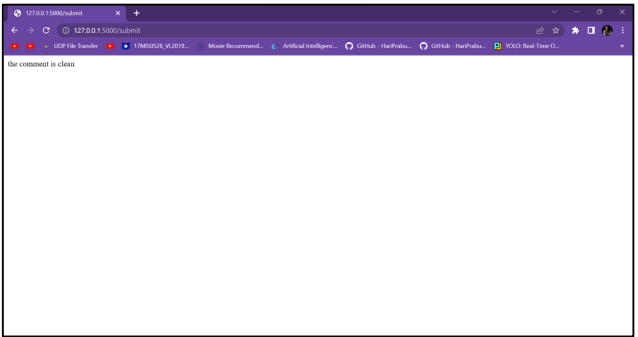 127.0.0.1:5000/submit
127.0.0.1:5000/submit
UDP File Transfer 17MIS0528_VL2019... Movie Recommend... Artificial Intelligenc... GitHub - HariPrabu... GitHub - HariPrabu... YOLO: Real-Time O...
the comment is clean